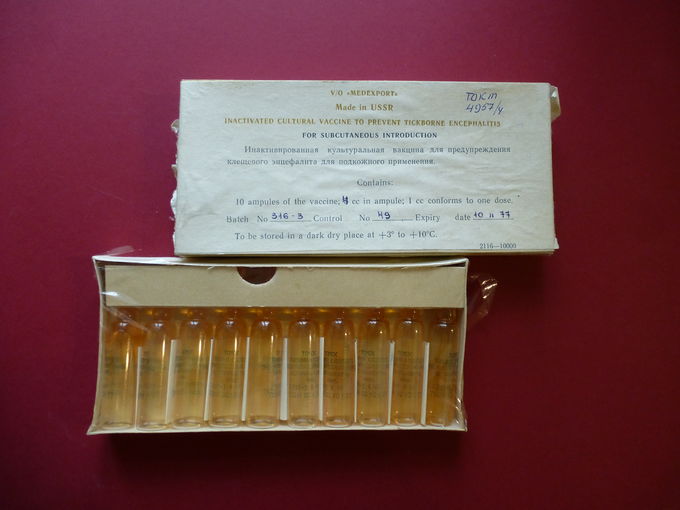 V/O «MEDEXPORT»
Made in USSR
ТОКМ
4957/4
INACTIVATED CULTURAL VACCINE TO PREVENT TICKBORNE ENCEPHALITIS
FOR SUBCUTANEOUS INTRODUCTION
Инактивированная культуральная вакцина для предупреждения
клещевого энцефалита для подкожного применения.
Contains:
10 ampules of the vaccine; 4 cc in ampule; 1 cc conforms to one dose.
Batch No 316-3 Control No 49 Expiry date 10 II 77
To be stored in a dark dry place at +3° to +10°C.
2116—10000